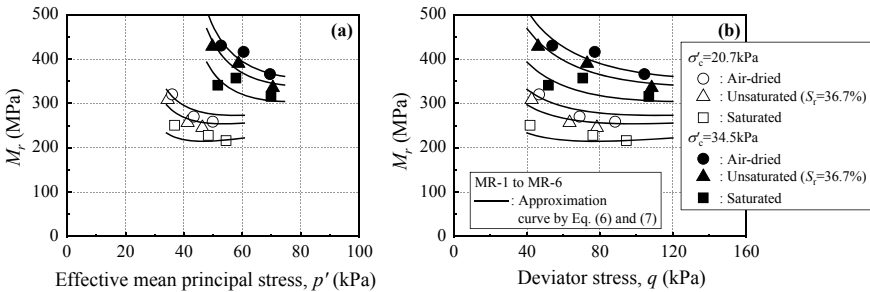 500
400
300
200
100
0
M_r (MPa)
(a)
0 20 40 60 80 100
Effective mean principal stress, p′ (kPa)
500
400
300
200
100
0
M_r (MPa)
(b)
MR-1 to MR-6
: Approximation
curve by Eq. (6) and (7)
40 60 80 100 120
Deviator stress, q (kPa)
σ′c=20.7kPa
: Air-dried
: Unsaturated (Sr=36.7%)
: Saturated
σ′c=34.5kPa
: Air-dried
: Unsaturated (Sr=36.7%)
: Saturated